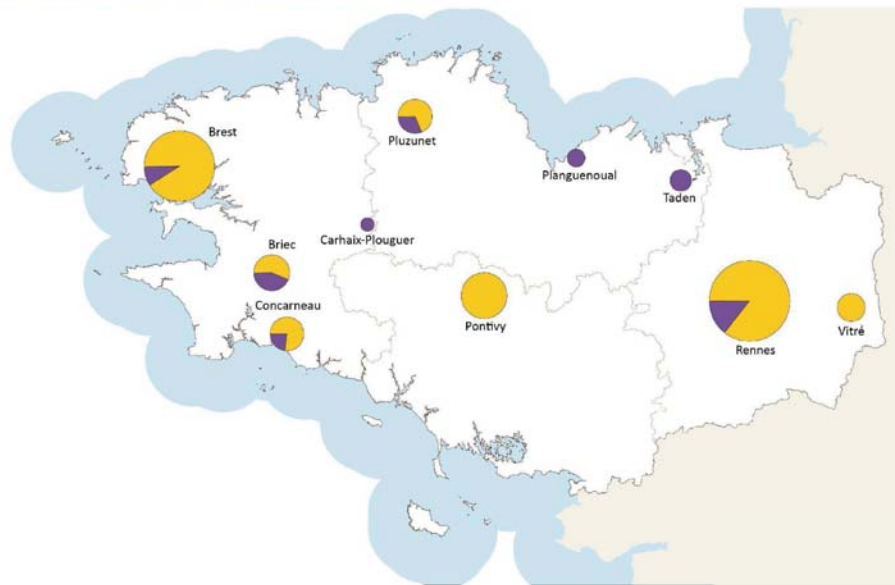 Brest
Pluzunet
Planguenoual
Taden
Carhaix-Plouguer
Briec
Concarneau
Pontivy
Rennes
Vitré